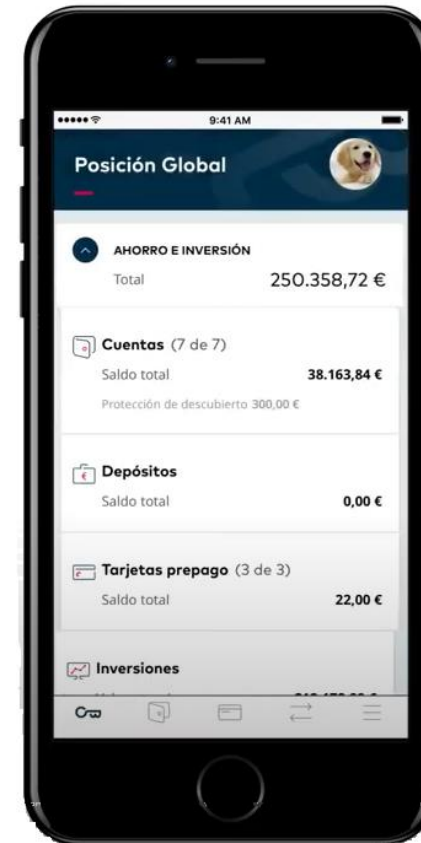 9:41 AM
Posición Global
AHORRO E INVERSIÓN
Total 250.358,72 €
Cuentas (7 de 7)
Saldo total 38.163,84 €
Protección de descubierto 300,00 €
Depósitos
Saldo total 0,00 €
Tarjetas prepago (3 de 3)
Saldo total 22,00 €
Inversiones